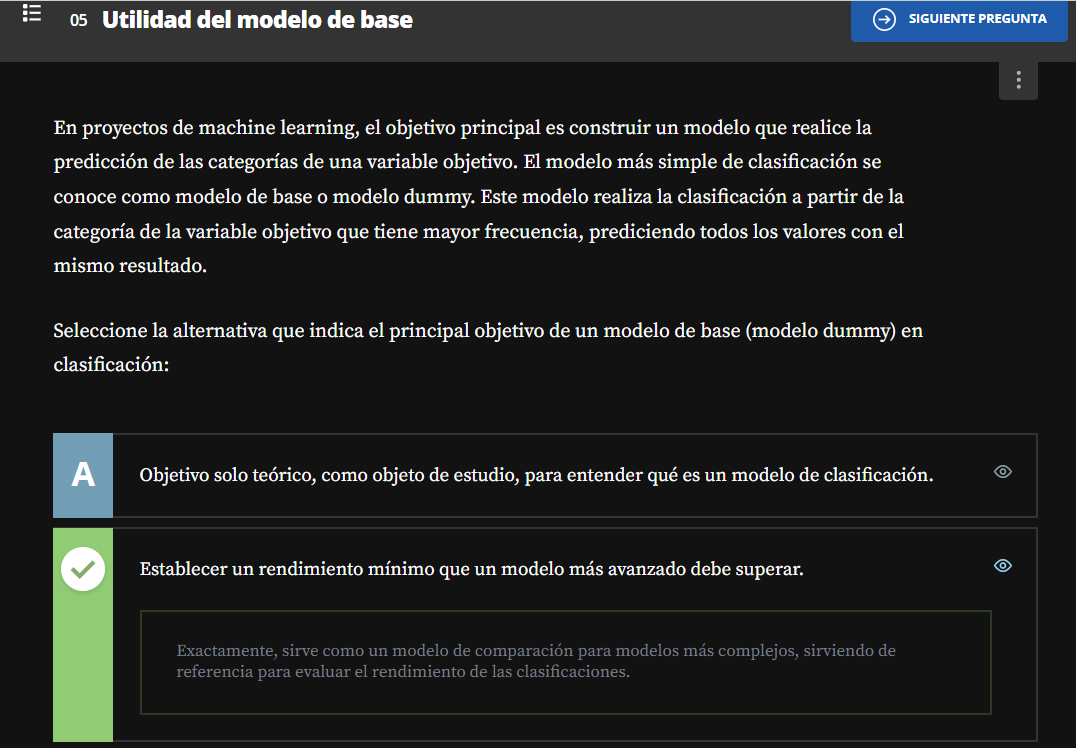 05 Utilidad del modelo de base
SIGUIENTE PREGUNTA
En proyectos de machine learning, el objetivo principal es construir un modelo que realice la
predicción de las categorías de una variable objetivo. El modelo más simple de clasificación se
conoce como modelo de base o modelo dummy. Este modelo realiza la clasificación a partir de la
categoría de la variable objetivo que tiene mayor frecuencia, prediciendo todos los valores con el
mismo resultado.
Seleccione la alternativa que indica el principal objetivo de un modelo de base (modelo dummy) en
clasificación:
A
Objetivo solo teórico, como objeto de estudio, para entender qué es un modelo de clasificación.
Establecer un rendimiento mínimo que un modelo más avanzado debe superar.
Exactamente, sirve como un modelo de comparación para modelos más complejos, sirviendo de
referencia para evaluar el rendimiento de las clasificaciones.